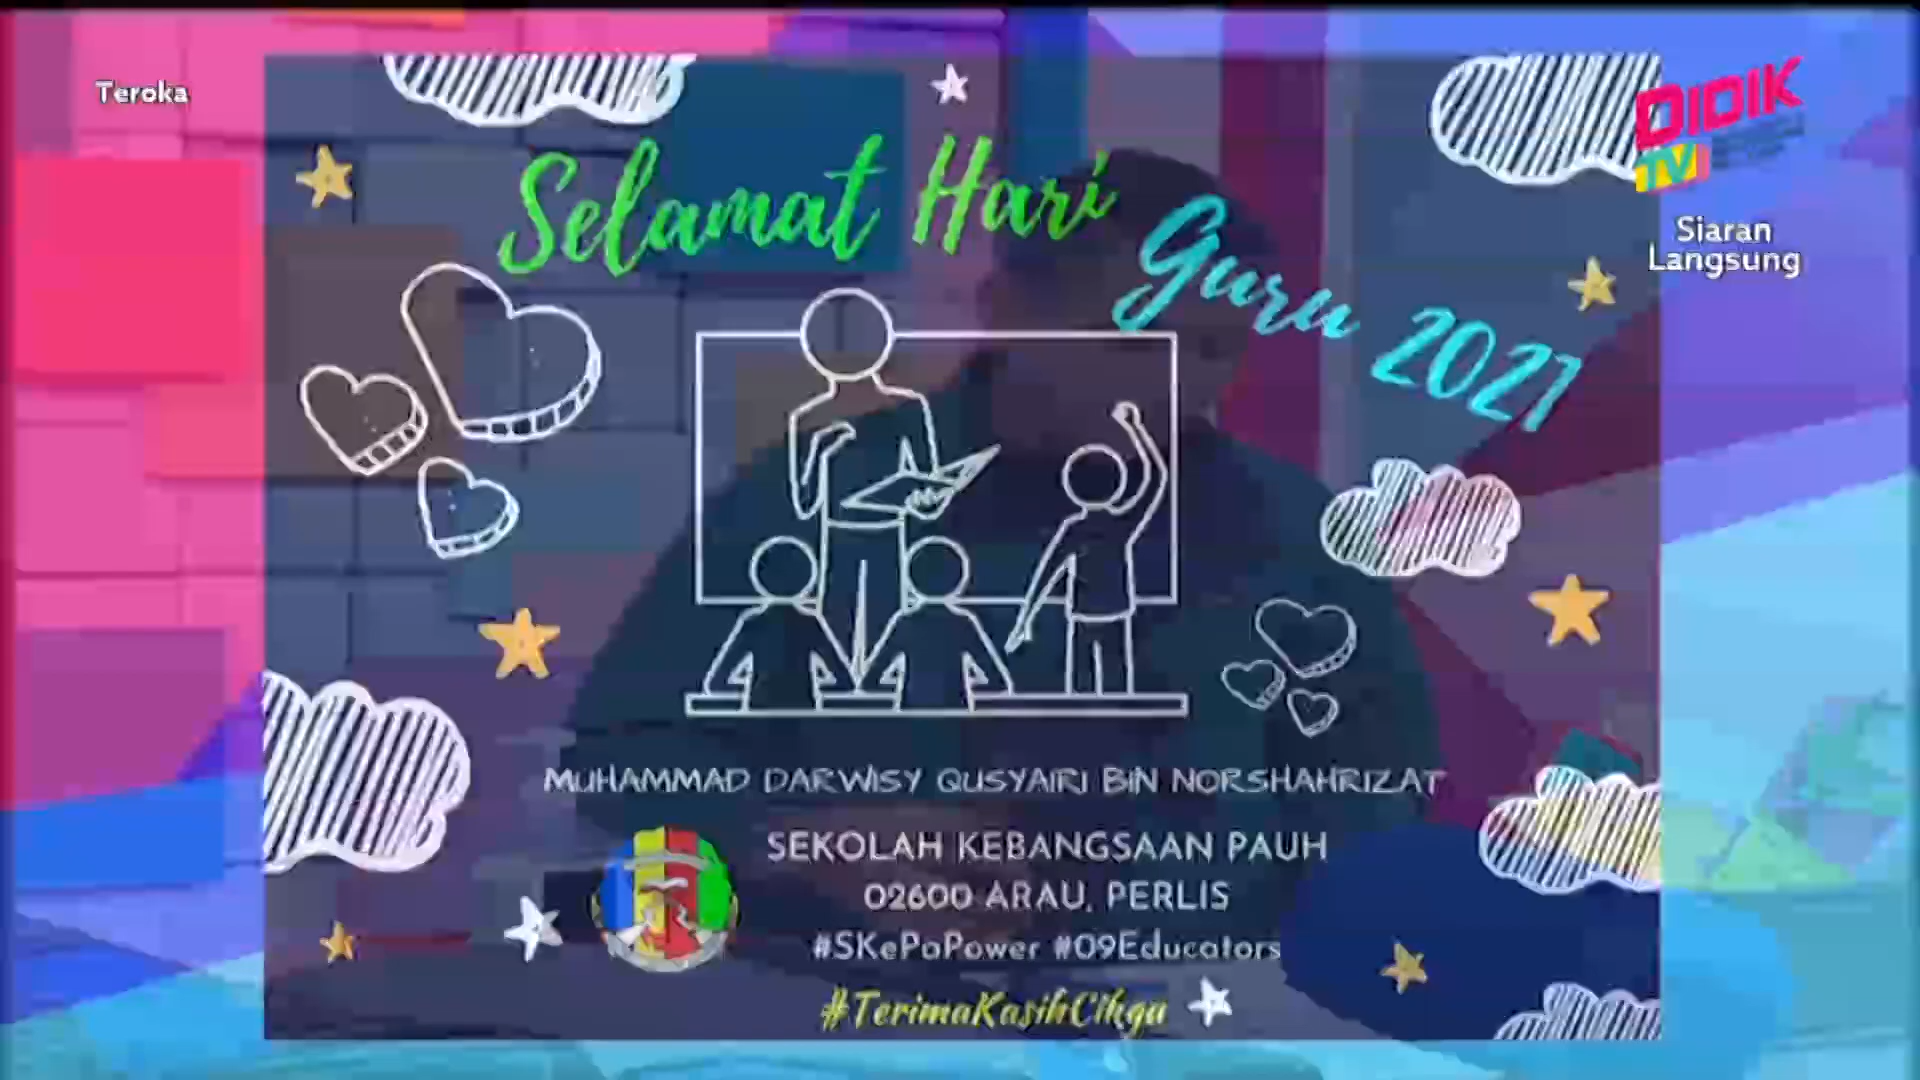 Teroka
DIDIK
TV
Siaran
Langsung
Selamat Hari
Guru 2021
MUHAMMAD DARWISY QUSYAIRI BIN NORSHAHRIZAT
SEKOLAH KEBANGSAAN PAUH
02600 ARAU, PERLIS
#SKePaPower #09Educators
#TerimaKasihCikgu